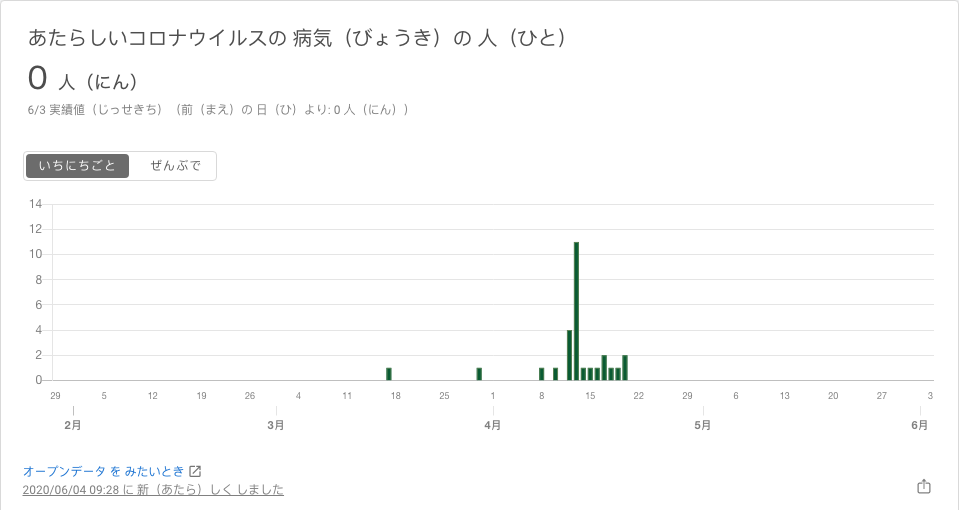 あたらしいコロナウイルスの 病気（びょうき）の 人（ひと）
0 人（にん）
6/3 実績値（じっせきち）（前（まえ）の 日（ひ）より: 0 人（にん））
いちにちごと ぜんぶで
14
12
10
8
6
4
2
0
29 5 12 19 26 4 11 18 25 1 8 15 22 29 6 13 20 27 3
2月 3月 4月 5月 6月
オープンデータ を みたいとき
2020/06/04 09:28 に 新（あたら）しく しました